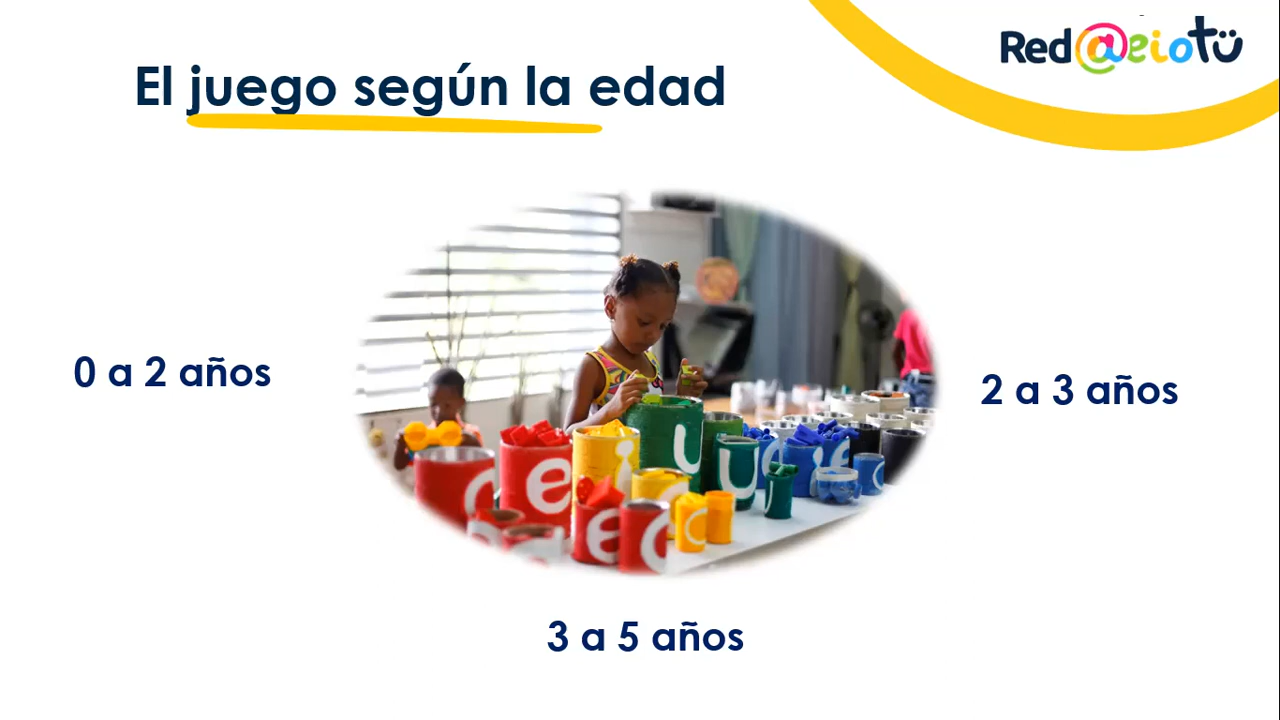 Red@eiotü
El juego según la edad
0 a 2 años
2 a 3 años
e i u
u i e
e
3 a 5 años